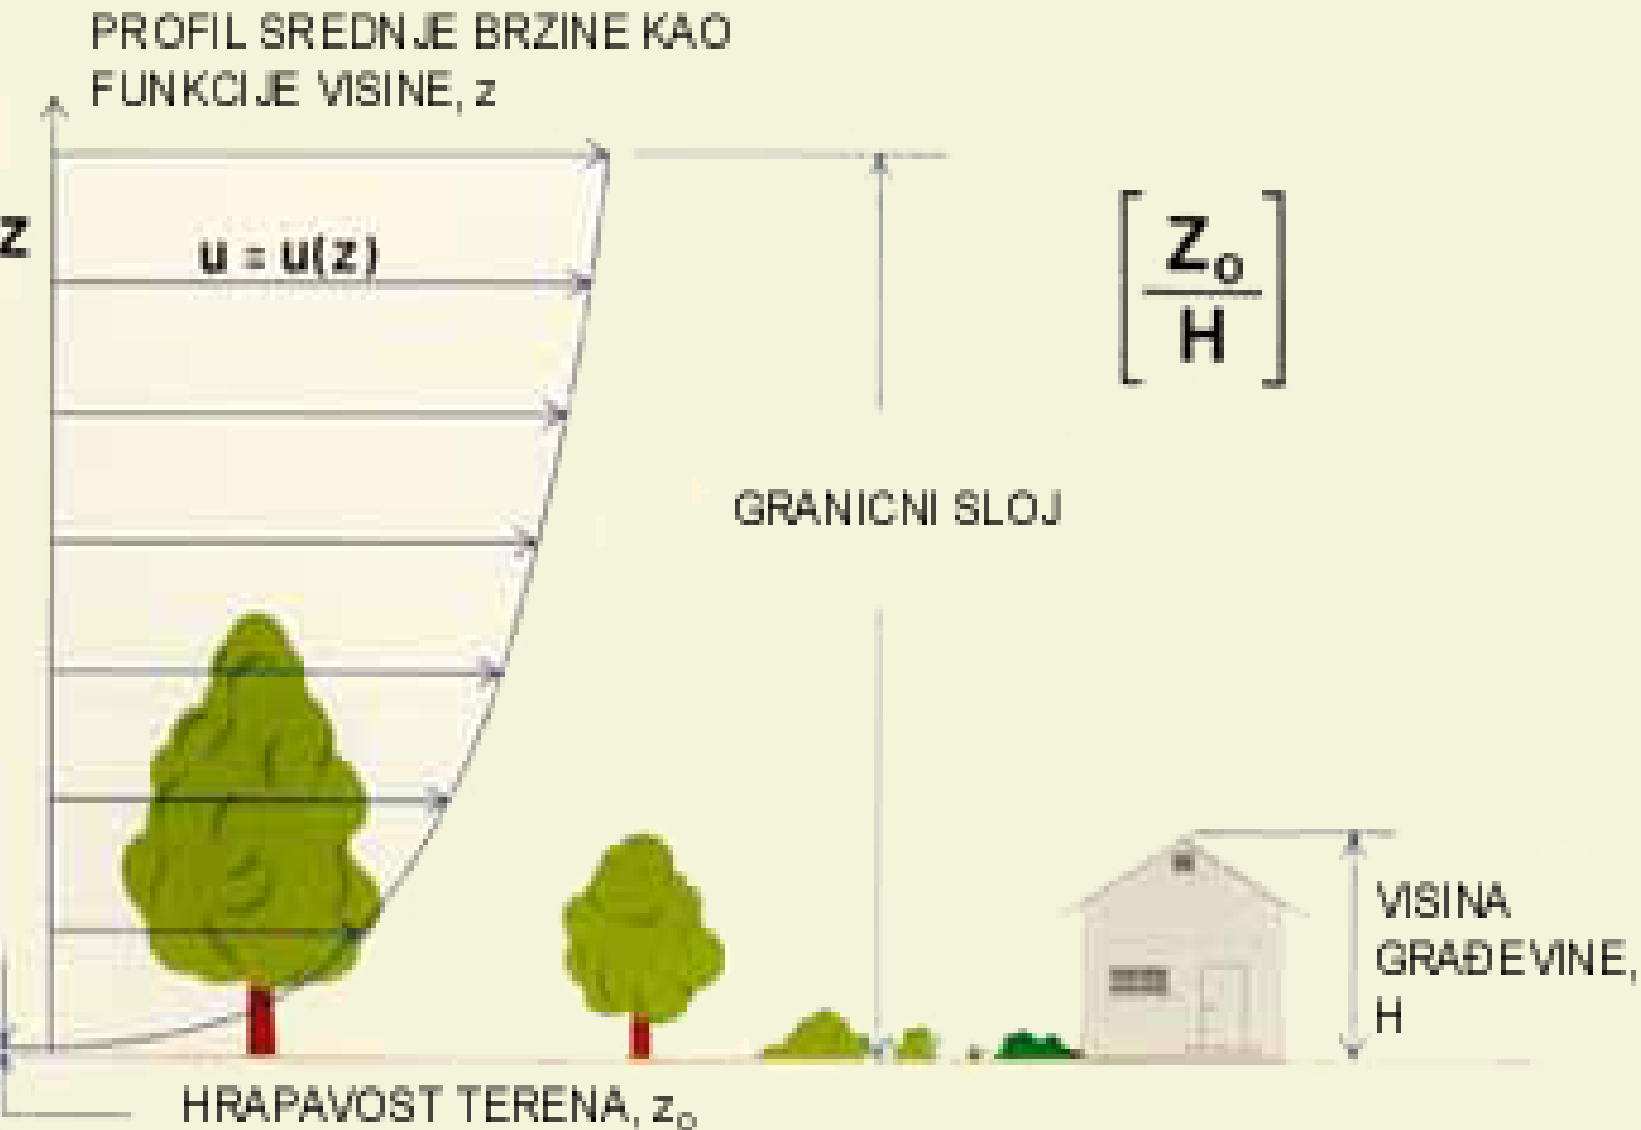 PROFIL SREDNJE BRZINE KAO
FUNKCIJE VISINE, z
z
u = u(z)
Z₀
H
GRANICNI SLOJ
VISINA
GRAĐEVINE,
H
HRAPAVOST TERENA, z₀